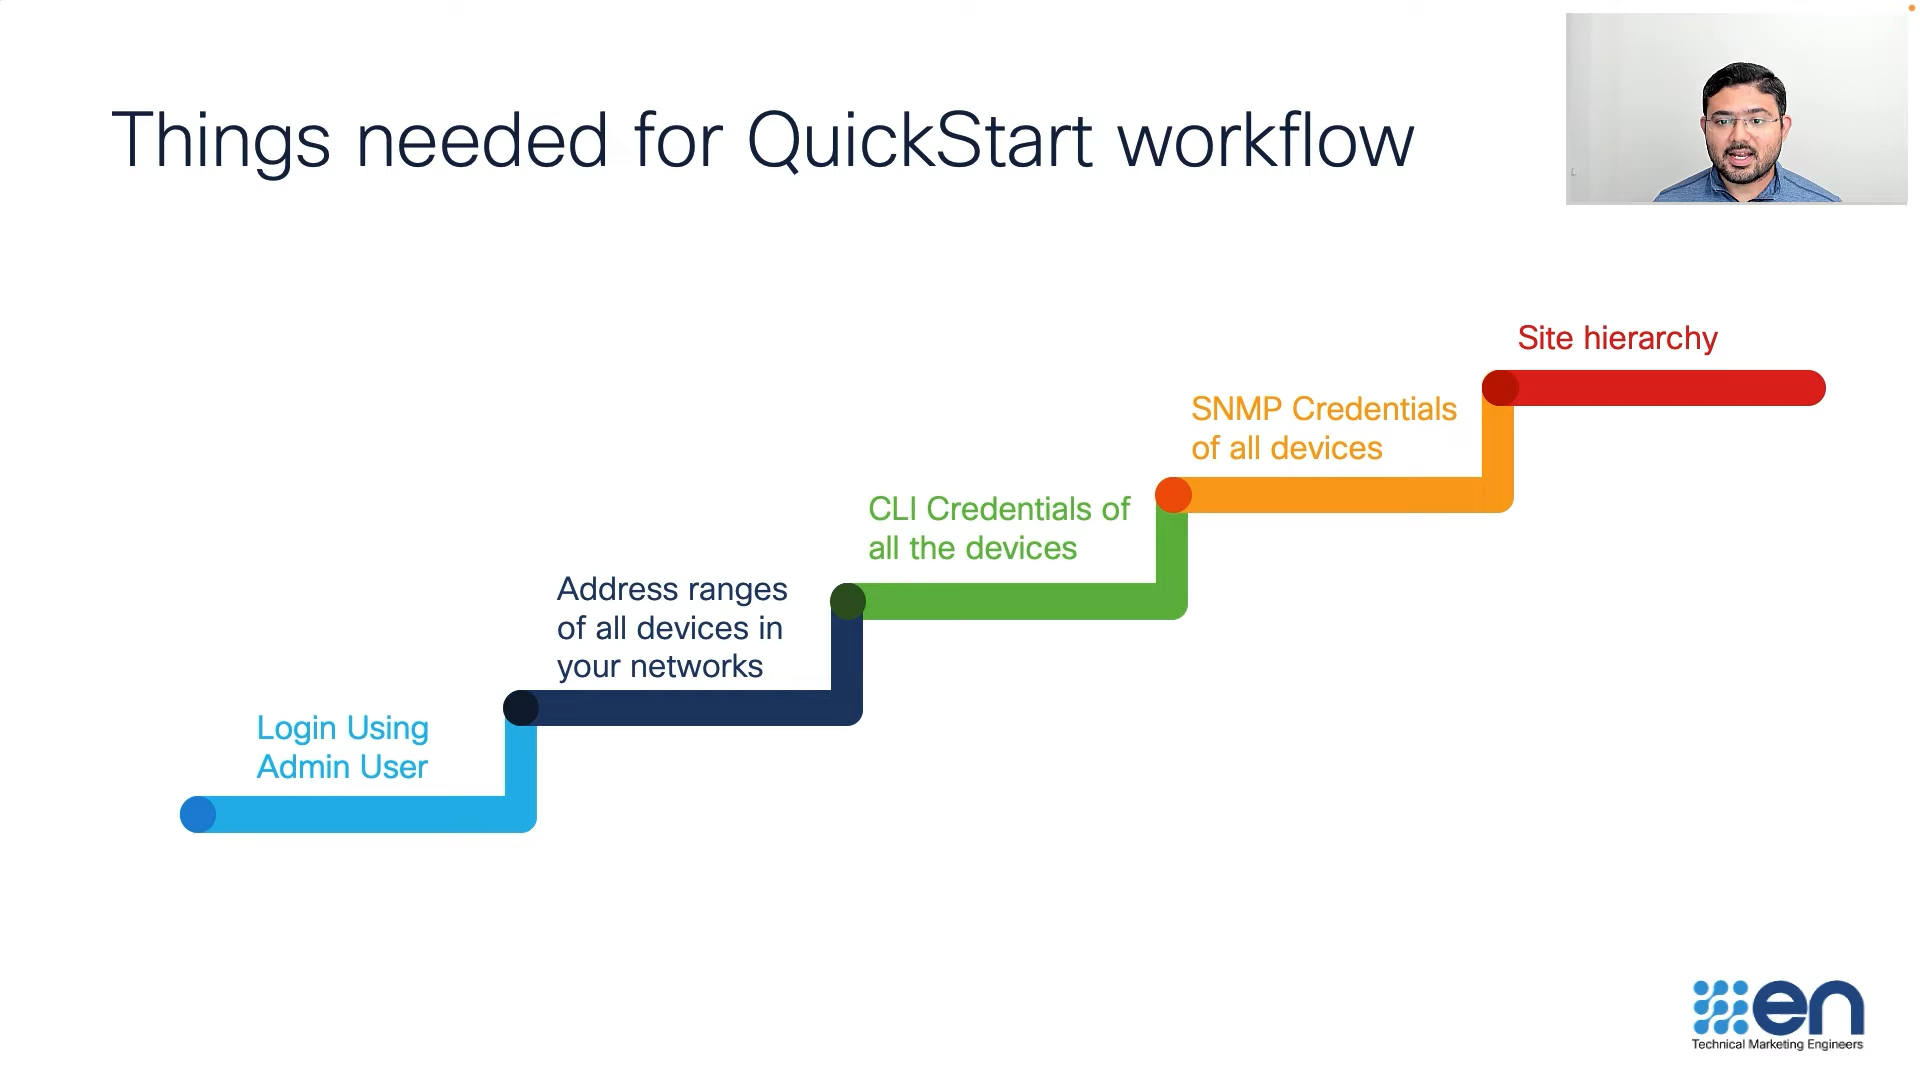 Things needed for QuickStart workflow
Site hierarchy
SNMP Credentials
of all devices
CLI Credentials of
all the devices
Address ranges
of all devices in
your networks
Login Using
Admin User
en
Technical Marketing Engineers